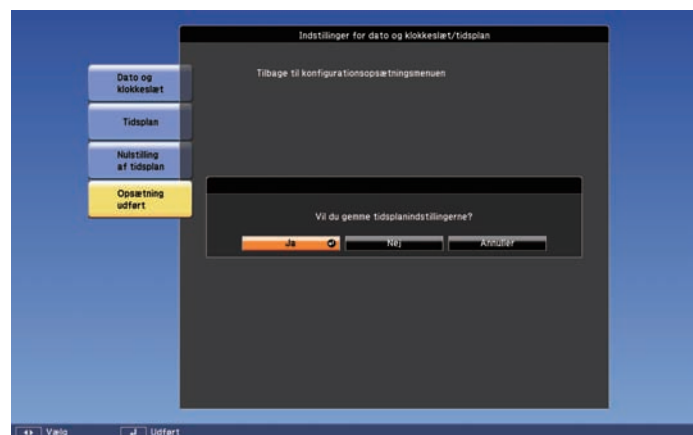 Indstillinger for dato og klokkeslæt/tidsplan
Tilbage til konfigurationsopsætningsmenuen
Dato og
klokkeslæt
Tidsplan
Nulstilling
af tidsplan
Opsætning
udført
Vil du gemme tidsplanindstillingerne?
Ja Nej Annuller
Vælg Udført